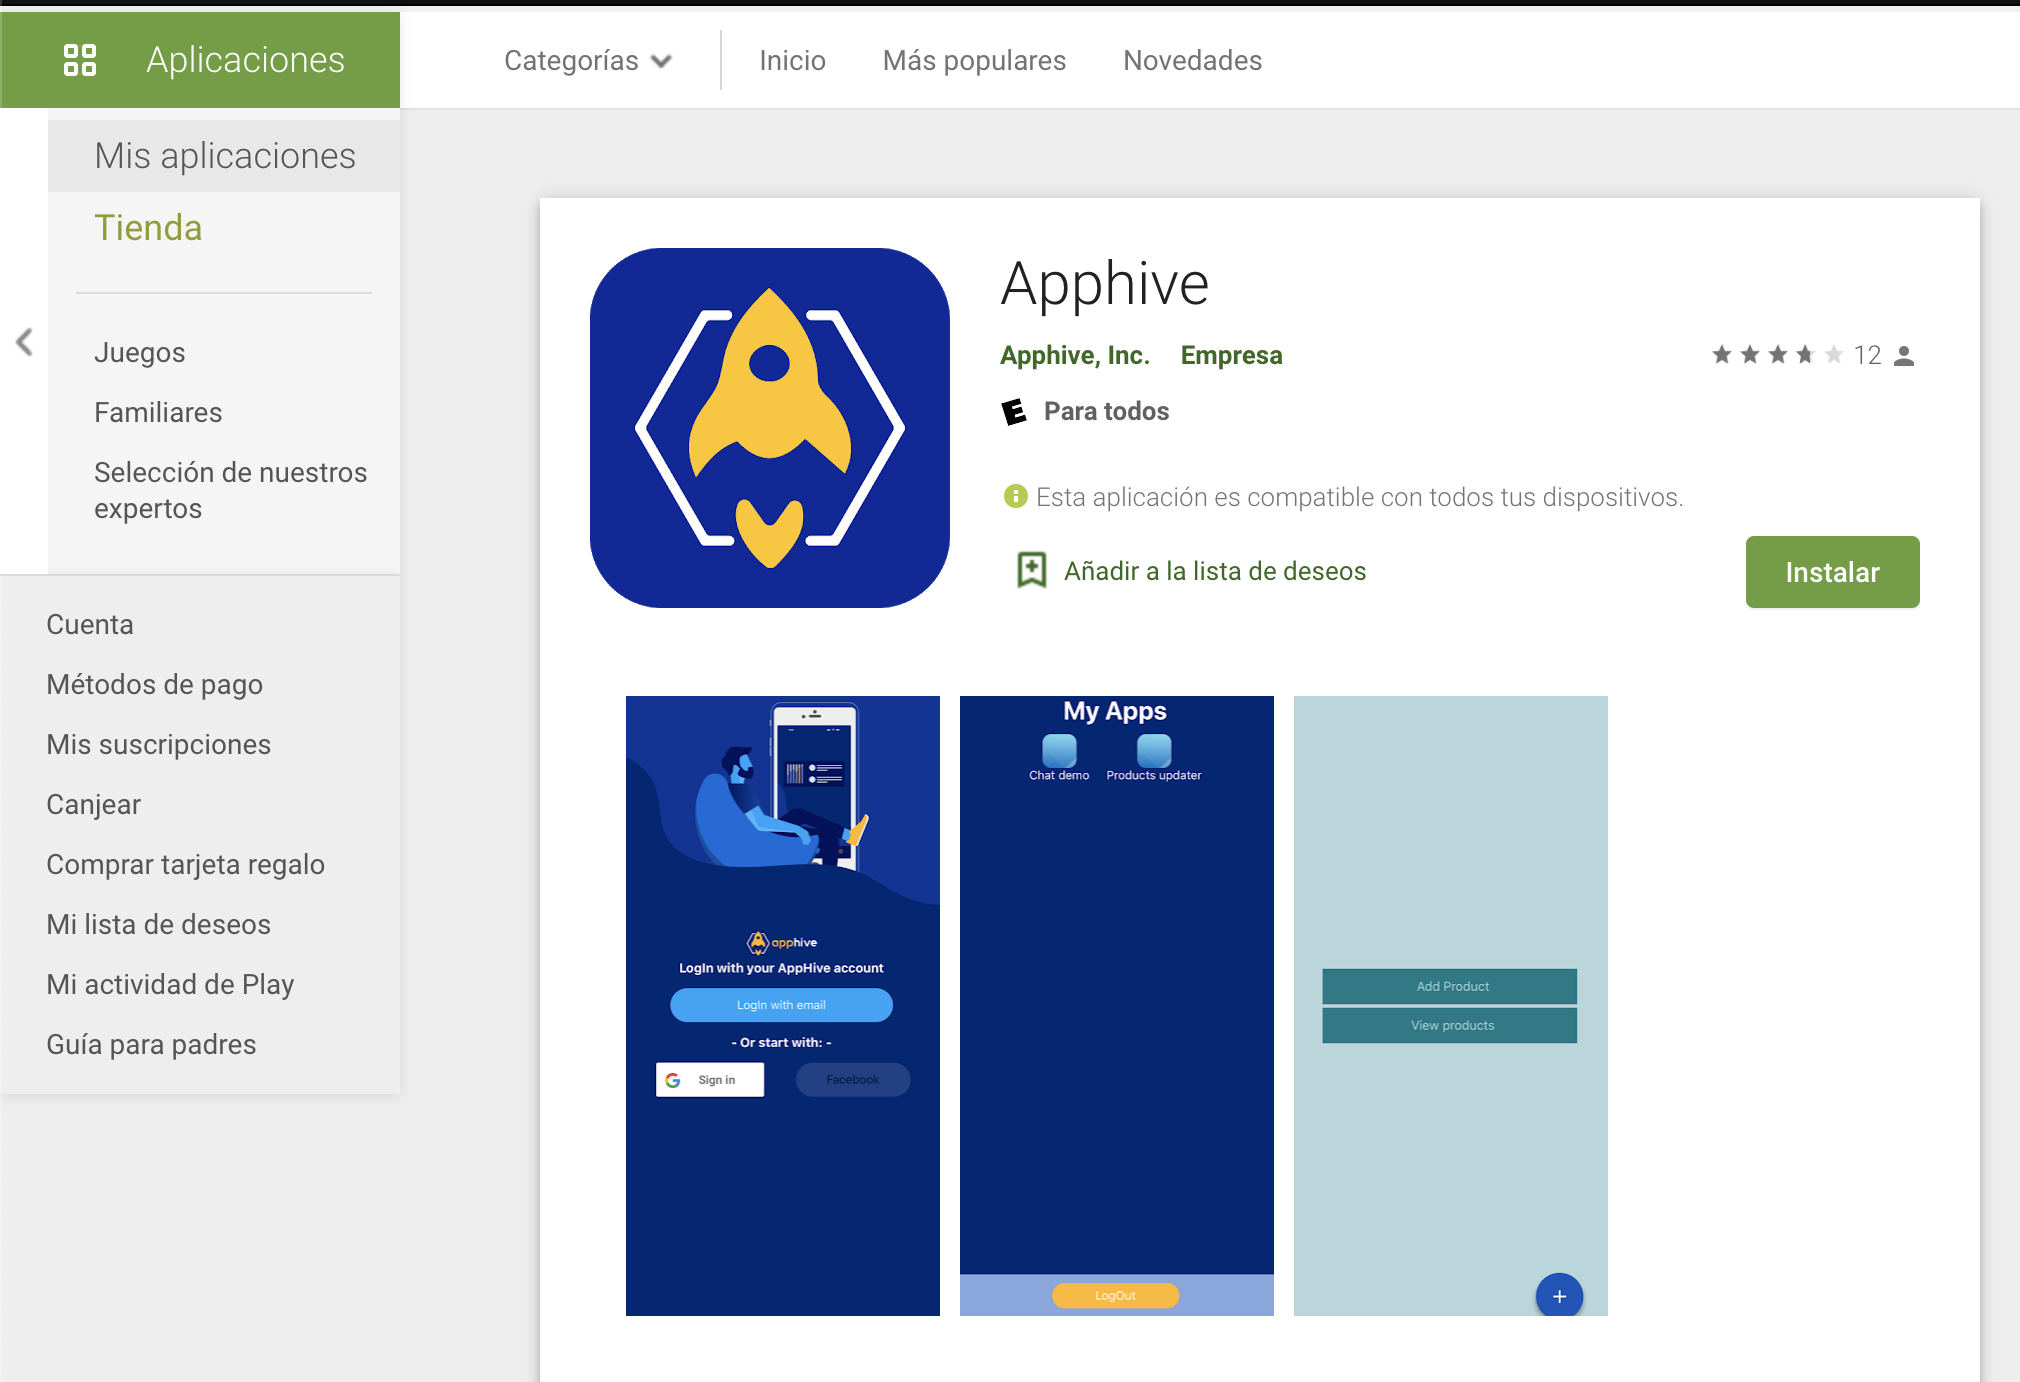 Aplicaciones
Categorías
Inicio
Más populares
Novedades
Mis aplicaciones
Tienda
Juegos
Familiares
Selección de nuestros
expertos
Cuenta
Métodos de pago
Mis suscripciones
Canjear
Comprar tarjeta regalo
Mi lista de deseos
Mi actividad de Play
Guía para padres
Apphive
Apphive, Inc. Empresa
12
E Para todos
Esta aplicación es compatible con todos tus dispositivos.
Añadir a la lista de deseos
Instalar
apphive
LogIn with your AppHive account
LogIn with email
- Or start with: -
G Sign in
Facebook
My Apps
Chat demo
Products updater
LogOut
Add Product
View products
+